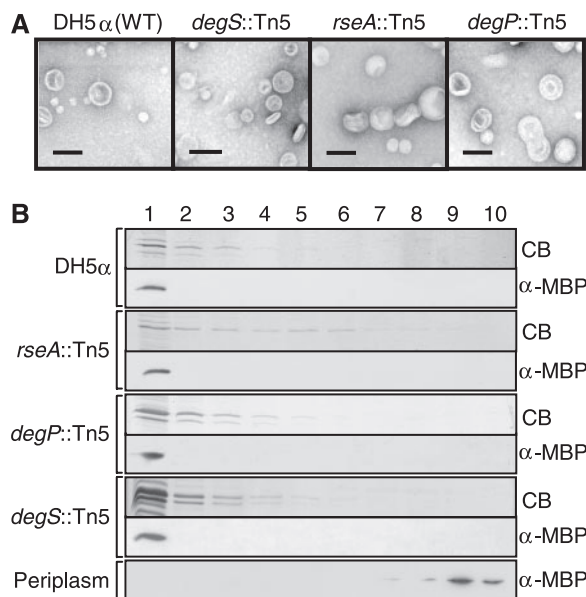 A
DH5α(WT) degS::Tn5 rseA::Tn5 degP::Tn5
B
1 2 3 4 5 6 7 8 9 10
DH5α
CB
α-MBP
rseA::Tn5
CB
α-MBP
degP::Tn5
CB
α-MBP
degS::Tn5
CB
α-MBP
Periplasm
α-MBP